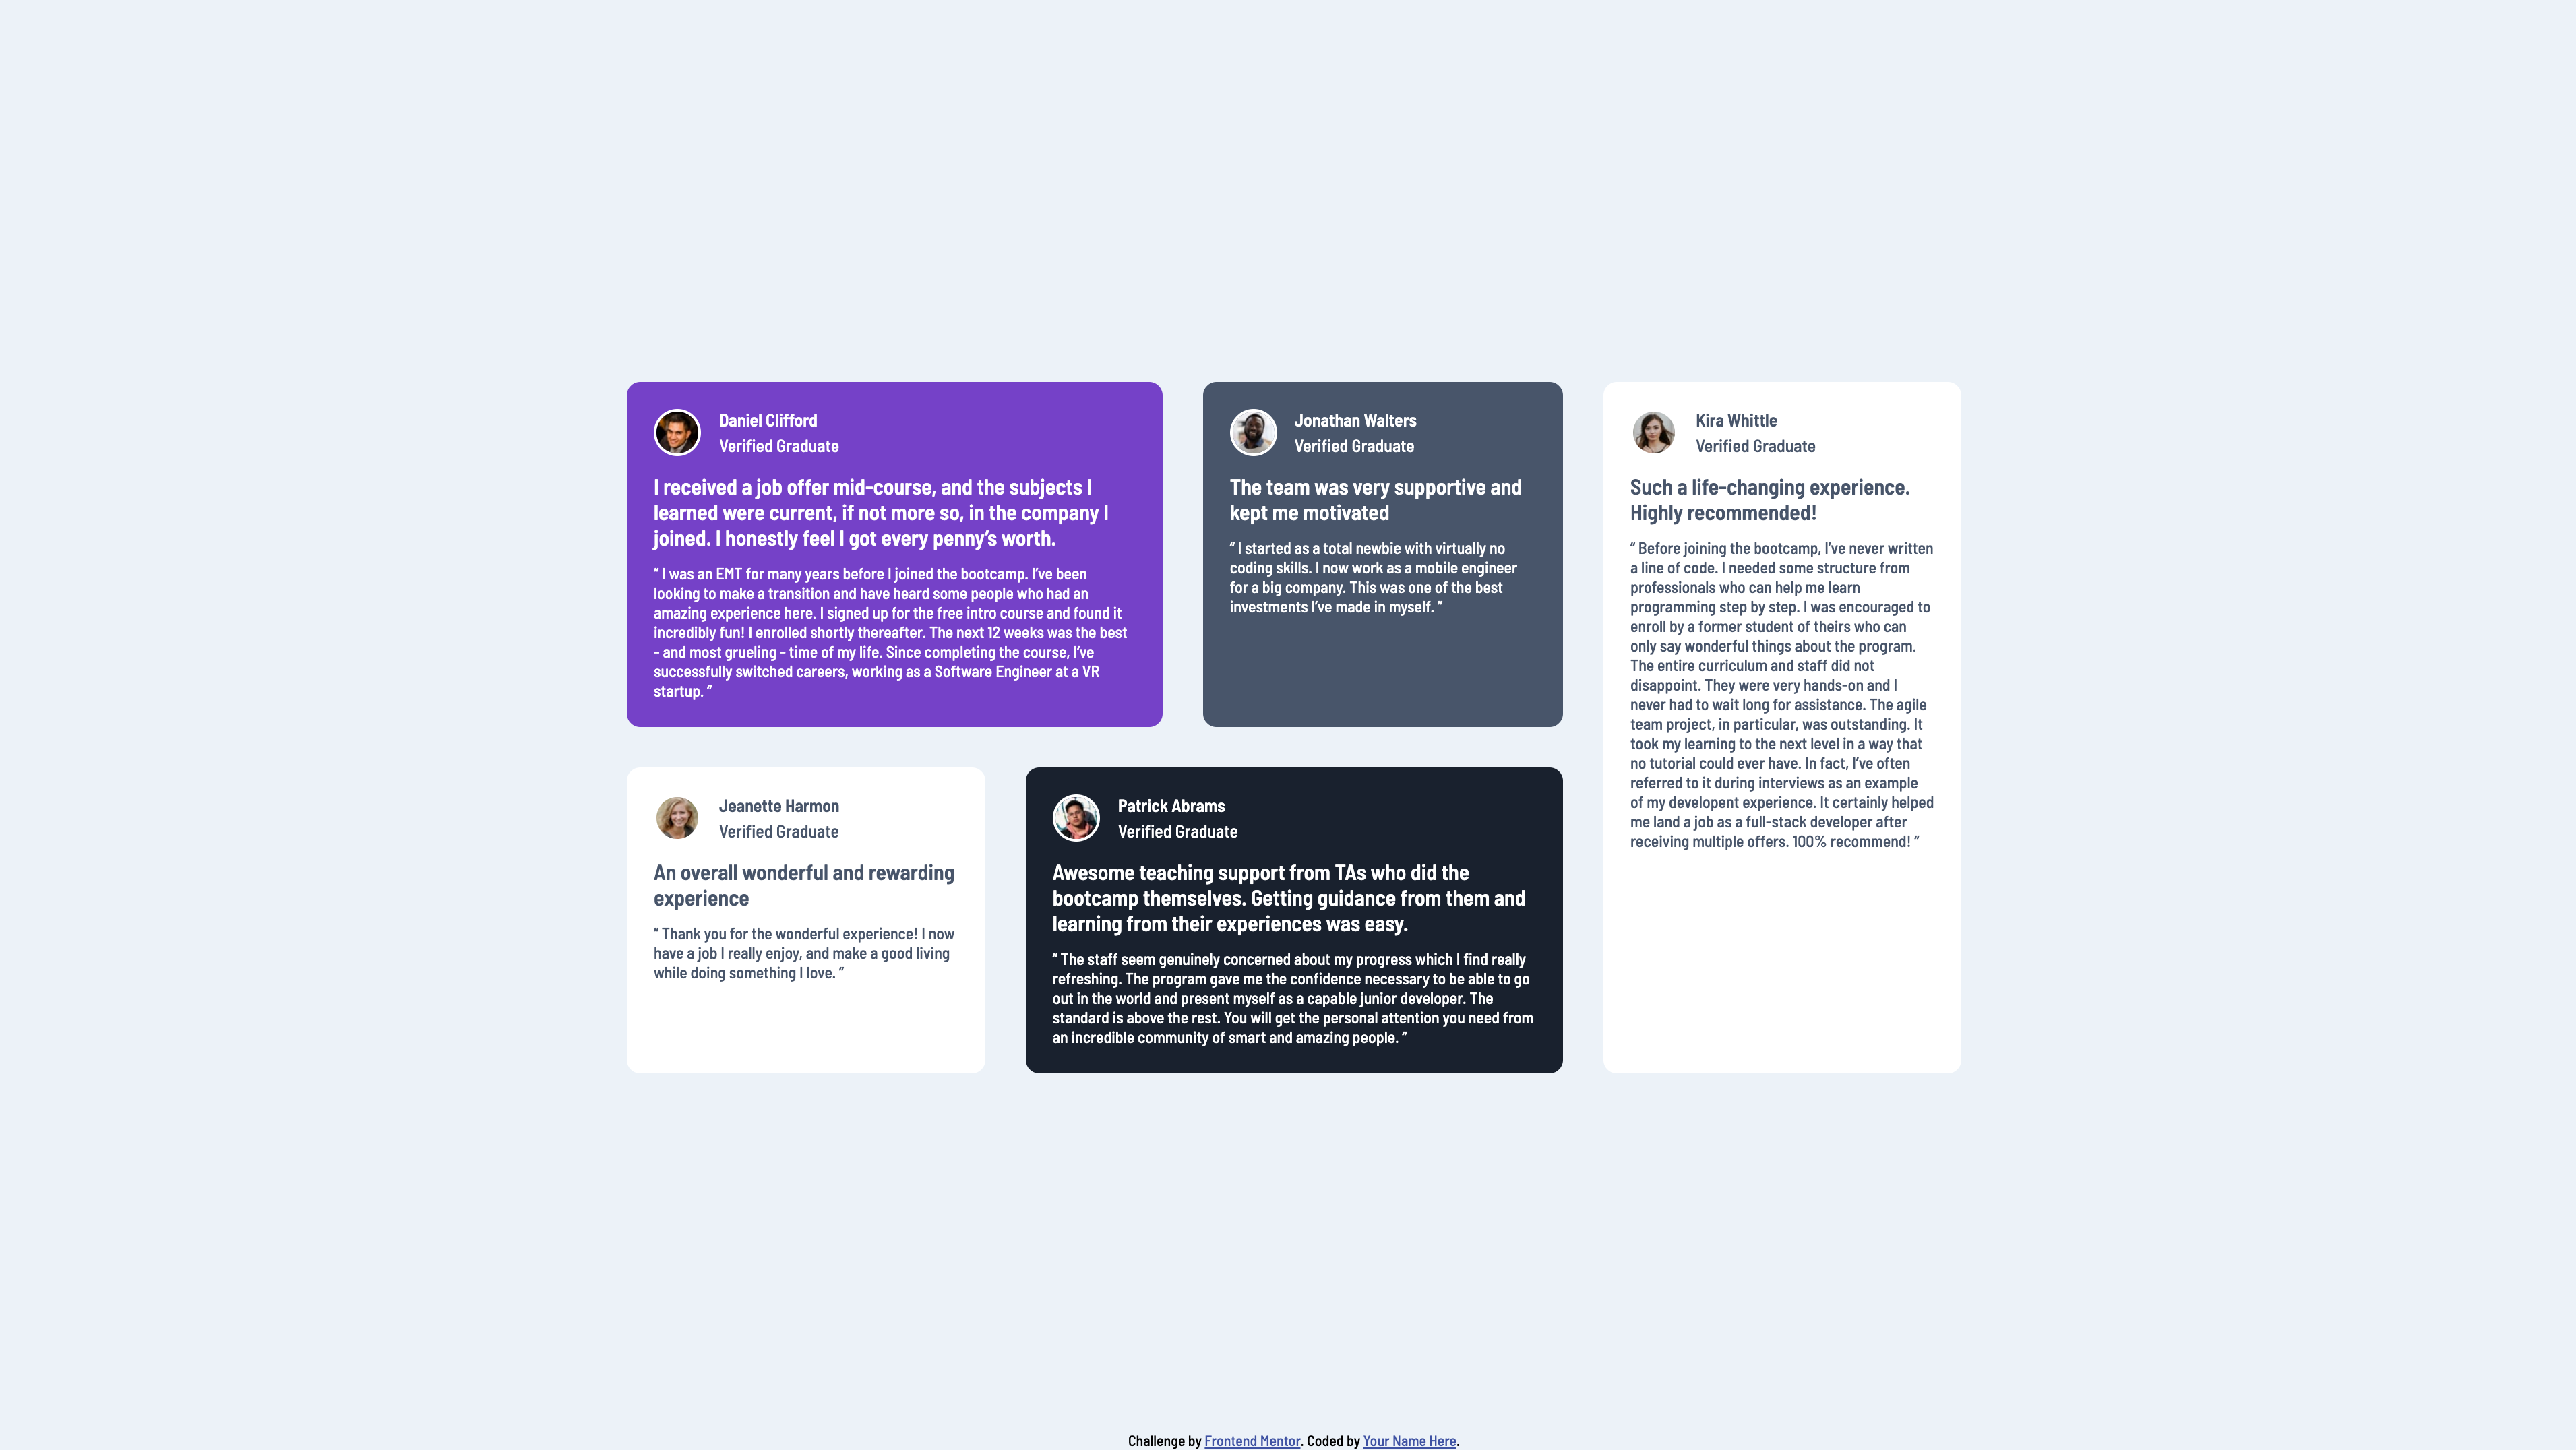 Daniel Clifford
Verified Graduate
I received a job offer mid-course, and the subjects I
learned were current, if not more so, in the company I
joined. I honestly feel I got every penny’s worth.
“ I was an EMT for many years before I joined the bootcamp. I’ve been
looking to make a transition and have heard some people who had an
amazing experience here. I signed up for the free intro course and found it
incredibly fun! I enrolled shortly thereafter. The next 12 weeks was the best
- and most grueling - time of my life. Since completing the course, I’ve
successfully switched careers, working as a Software Engineer at a VR
startup. ”
Jonathan Walters
Verified Graduate
The team was very supportive and
kept me motivated
“ I started as a total newbie with virtually no
coding skills. I now work as a mobile engineer
for a big company. This was one of the best
investments I’ve made in myself. ”
Kira Whittle
Verified Graduate
Such a life-changing experience.
Highly recommended!
“ Before joining the bootcamp, I’ve never written
a line of code. I needed some structure from
professionals who can help me learn
programming step by step. I was encouraged to
enroll by a former student of theirs who can
only say wonderful things about the program.
The entire curriculum and staff did not
disappoint. They were very hands-on and I
never had to wait long for assistance. The agile
team project, in particular, was outstanding. It
took my learning to the next level in a way that
no tutorial could ever have. In fact, I’ve often
referred to it during interviews as an example
of my developent experience. It certainly helped
me land a job as a full-stack developer after
receiving multiple offers. 100% recommend! ”
Jeanette Harmon
Verified Graduate
An overall wonderful and rewarding
experience
“ Thank you for the wonderful experience! I now
have a job I really enjoy, and make a good living
while doing something I love. ”
Patrick Abrams
Verified Graduate
Awesome teaching support from TAs who did the
bootcamp themselves. Getting guidance from them and
learning from their experiences was easy.
“ The staff seem genuinely concerned about my progress which I find really
refreshing. The program gave me the confidence necessary to be able to go
out in the world and present myself as a capable junior developer. The
standard is above the rest. You will get the personal attention you need from
an incredible community of smart and amazing people. ”
Challenge by Frontend Mentor. Coded by Your Name Here.